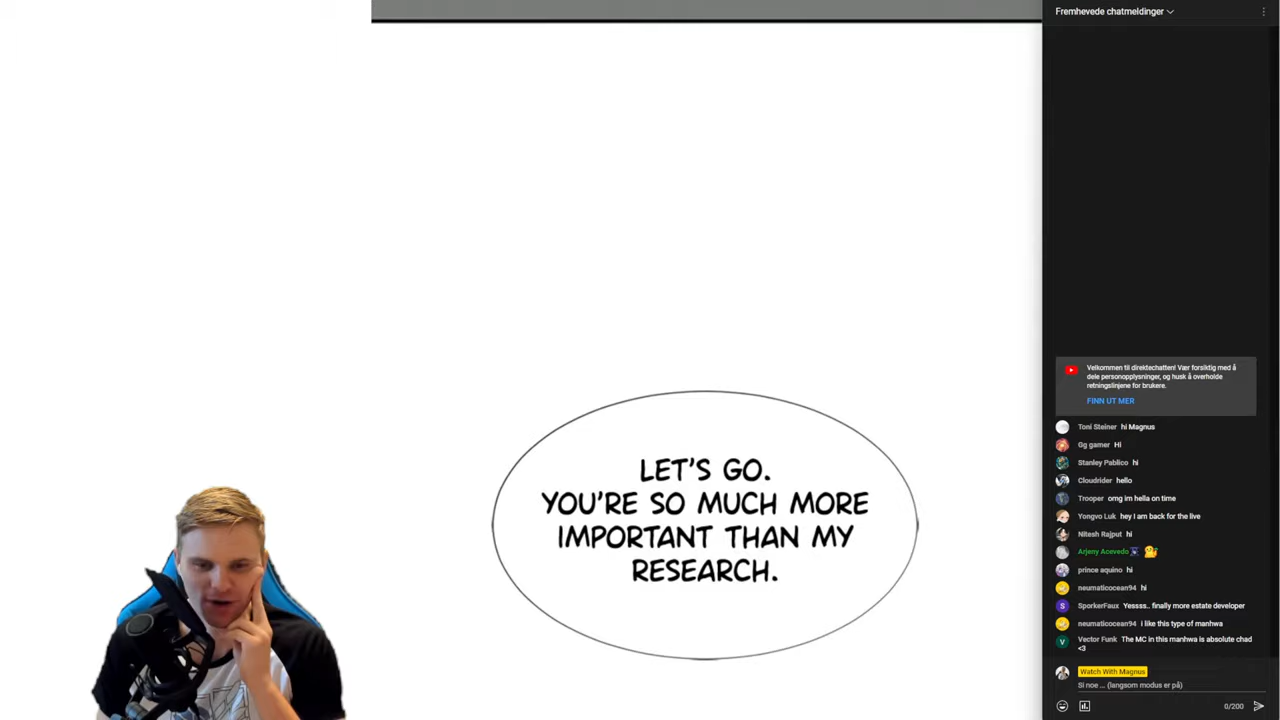 Fremhevede chatmeldinger
LET'S GO.
YOU'RE SO MUCH MORE
IMPORTANT THAN MY
RESEARCH.
Velkommen til direktechatten! Vær forsiktig med å
dele personopplysninger, og husk å overholde
retningslinjene for brukere.
FINN UT MER
Toni Steiner hi Magnus
Gg gamer Hi
Stanley Pablico hi
Cloudrider hello
Trooper omg im hella on time
Yongvo Luk hey I am back for the live
Nitesh Rajput hi
Arjeny Acevedo
prince aquino hi
neumaticocean94 hi
S SporkerFaux Yessss.. finally more estate developer
neumaticocean94 i like this type of manhwa
V Vector Funk The MC in this manhwa is absolute chad
<3
Watch With Magnus
Si noe ... (langsom modus er på)
0/200